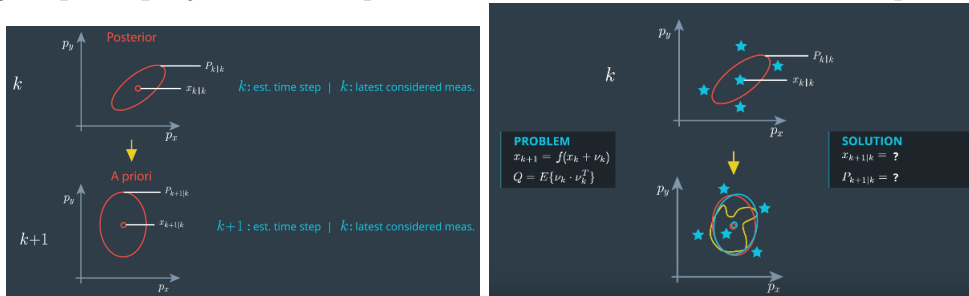 Posterior
p_y
P_{k|k}
k
x_{k|k}
k: est. time step | k: latest considered meas.
p_x
A priori
p_y
P_{k+1|k}
x_{k+1|k}
k+1
k+1 : est. time step | k: latest considered meas.
p_x
p_y
P_{k|k}
k
x_{k|k}
p_x
PROBLEM
x_{k+1} = f(x_k + ν_k)
Q = E{ν_k · ν_k^T}
SOLUTION
x_{k+1|k} = ?
P_{k+1|k} = ?
p_y
p_x